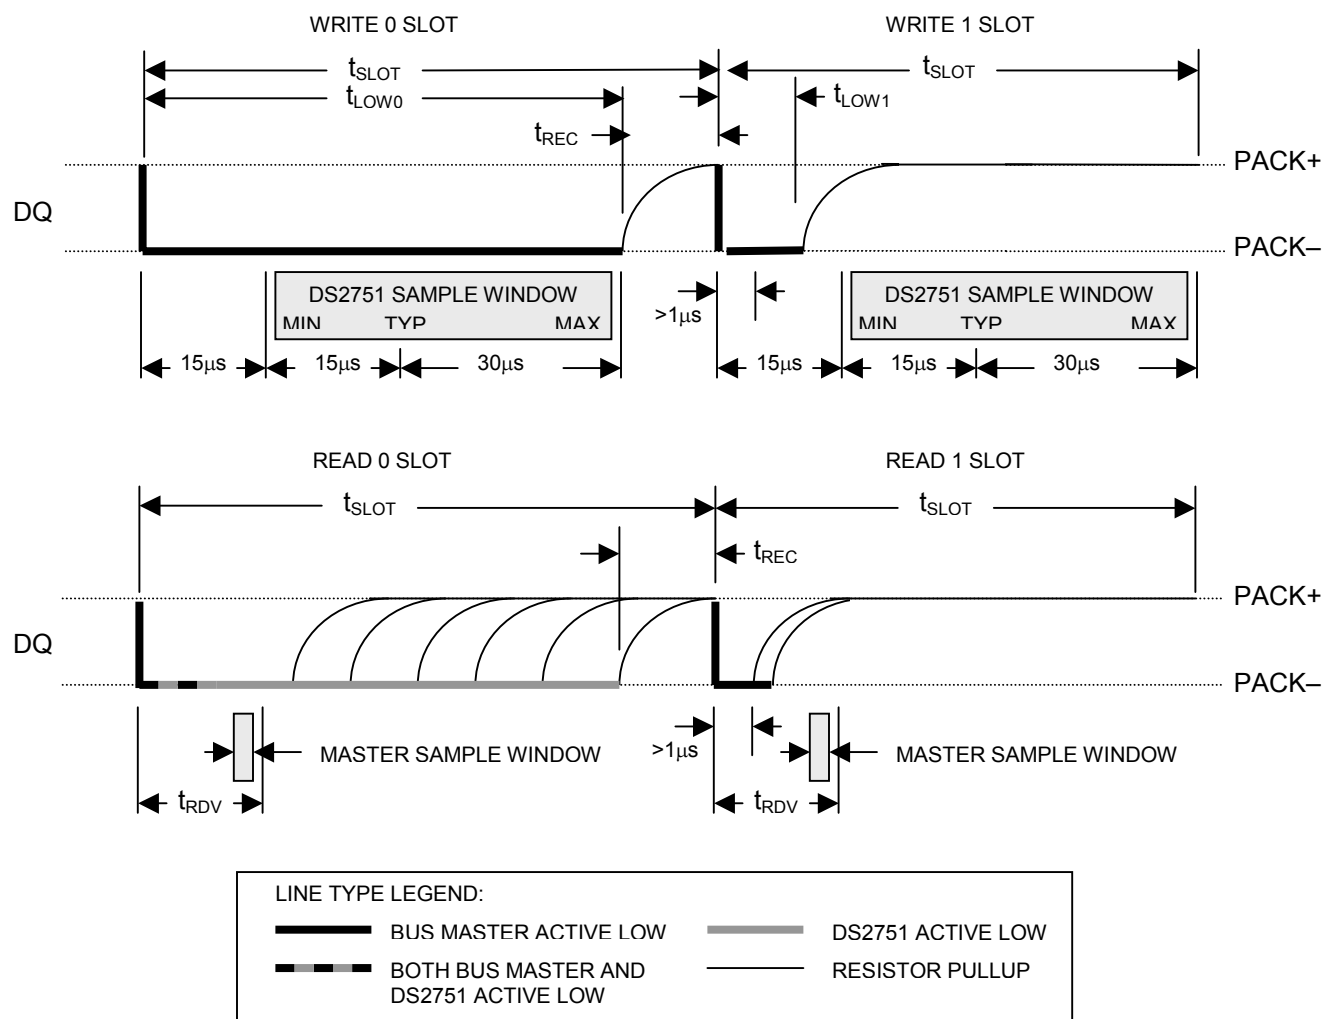 WRITE 0 SLOT WRITE 1 SLOT
tSLOT tSLOT
tLOW0 tLOW1
tREC
PACK+
DQ
PACK–
DS2751 SAMPLE WINDOW DS2751 SAMPLE WINDOW
MIN TYP MAX >1μs MIN TYP MAX
15μs 15μs 30μs 15μs 15μs 30μs
READ 0 SLOT READ 1 SLOT
tSLOT tSLOT
tREC
PACK+
DQ
PACK–
MASTER SAMPLE WINDOW >1μs MASTER SAMPLE WINDOW
tRDV tRDV
LINE TYPE LEGEND:
BUS MASTER ACTIVE LOW DS2751 ACTIVE LOW
BOTH BUS MASTER AND RESISTOR PULLUP
DS2751 ACTIVE LOW